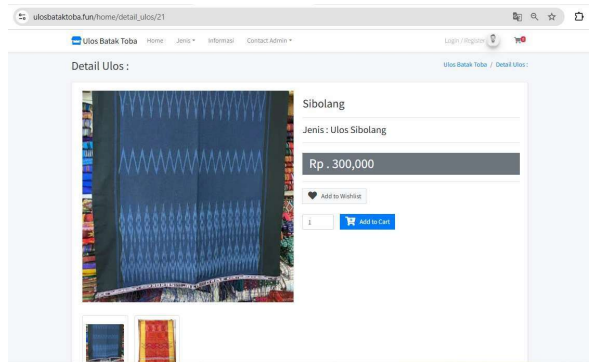 ulosbataktoba.fun/home/detail_ulos/21
Ulos Batak Toba Home Jenis Informasi Contact Admin Login / Register 0
Detail Ulos :
Ulos Batak Toba / Detail Ulos :
Sibolang
Jenis : Ulos Sibolang
Rp . 300,000
Add to Wishlist
1 Add to Cart